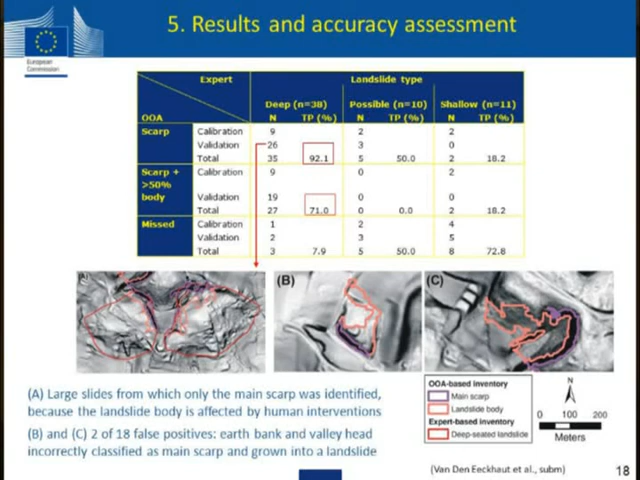 5. Results and accuracy assessment
European
Commission
Expert
Landslide type
Deep (n=38) Possible (n=10) Shallow (n=11)
OOA N TP (%) N TP (%) N TP (%)
Scarp Calibration 9 2 2
Validation 26 3 0
Total 35 92.1 5 50.0 2 18.2
Scarp + >50% body Calibration 9 0 2
Validation 19 0 0
Total 27 71.0 0 0.0 2 18.2
Missed Calibration 1 2 4
Validation 2 3 5
Total 3 7.9 5 50.0 8 72.8
(B)
(C)
(A) Large slides from which only the main scarp was identified,
because the landslide body is affected by human interventions
(B) and (C) 2 of 18 false positives: earth bank and valley head
incorrectly classified as main scarp and grown into a landslide
OOA-based inventory
Main scarp
Landslide body
Expert-based inventory
Deep-seated landslide
N
0 100 200
Meters
(Van Den Eeckhaut et al., subm)
18